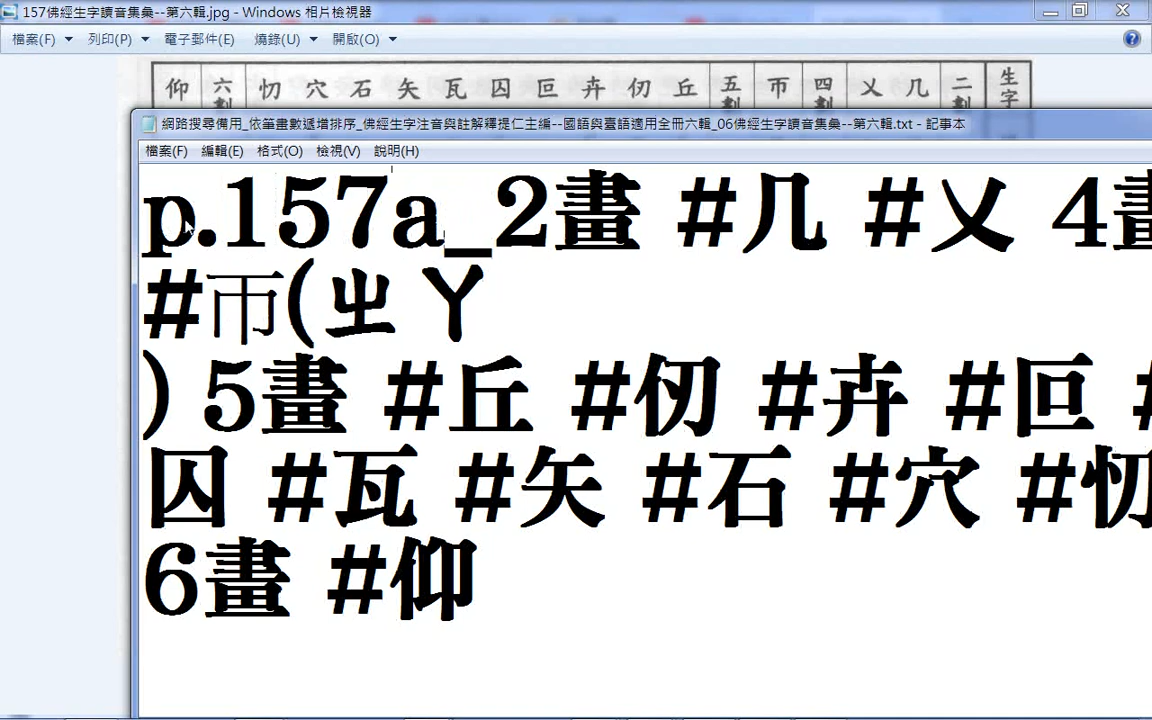 157佛經生字讀音集彙--第六輯.jpg - Windows 相片檢視器
檔案(F) 列印(P) 電子郵件(E) 燒錄(U) 開啟(O)
仰 六劃 忉 穴 石 矢 瓦 囚 叵 卉 仞 丘 五劃 帀 四劃 乂 几 二劃 生字
網路搜尋備用_依筆畫數遞增排序_佛經生字注音與註解釋提仁主編--國語與臺語適用全冊六輯_06佛經生字讀音集彙--第六輯.txt - 記事本
檔案(F) 編輯(E) 格式(O) 檢視(V) 說明(H)
p.157a_2畫 #几 #乂 4畫
#帀(ㄓㄚ
) 5畫 #丘 #仞 #卉 #叵 #
囚 #瓦 #矢 #石 #穴 #忉
6畫 #仰